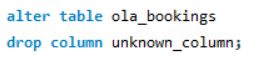 alter table ola_bookings
drop column unknown_column;